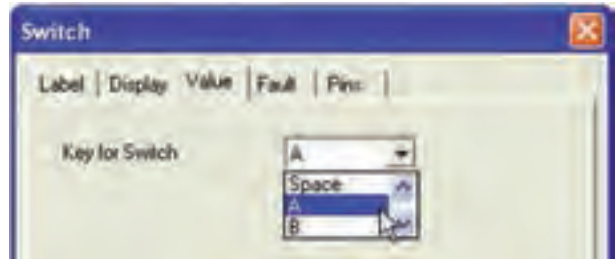 Switch
Label | Display Value | Fault | Pins |
Key for Switch A
Space
A
B